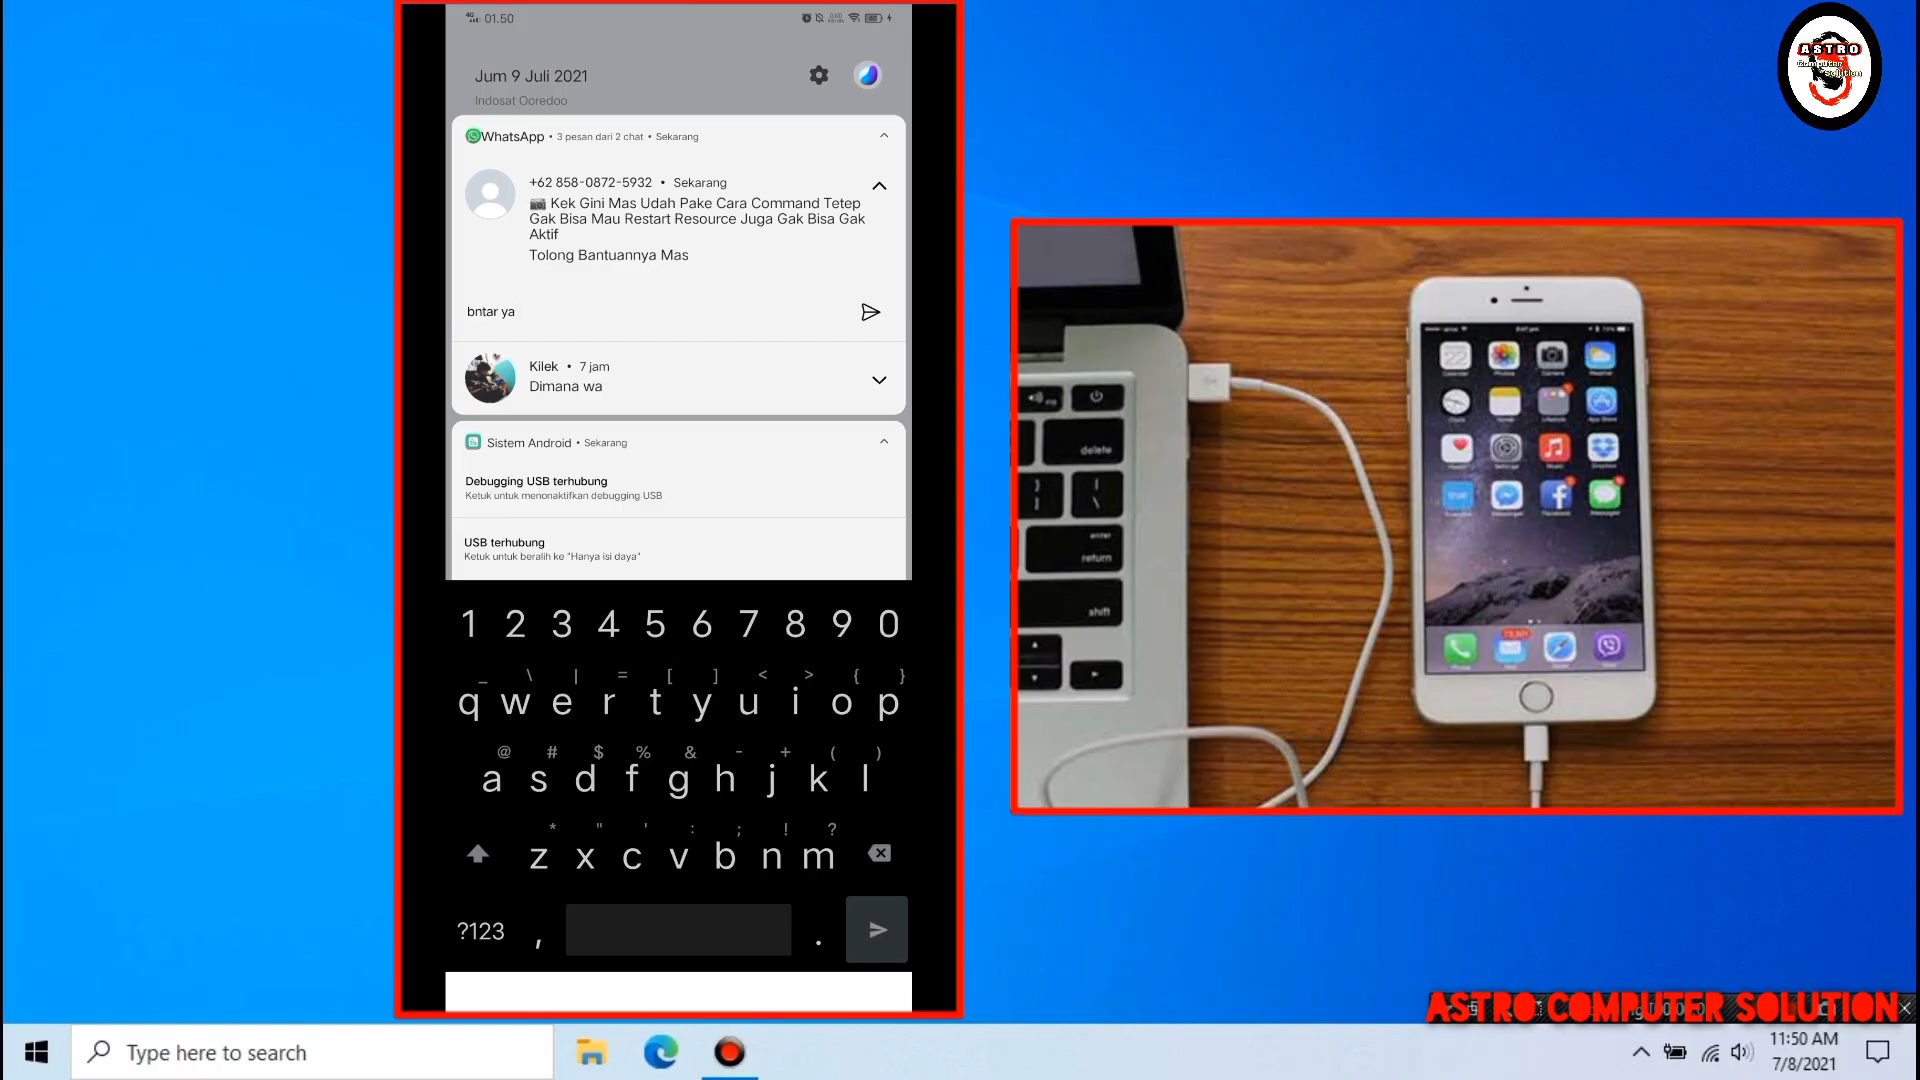 4G 01.50
Jum 9 Juli 2021
Indosat Ooredoo
WhatsApp • 3 pesan dari 2 chat • Sekarang
+62 858-0872-5932 • Sekarang
📷 Kek Gini Mas Udah Pake Cara Command Tetep
Gak Bisa Mau Restart Resource Juga Gak Bisa Gak
Aktif
Tolong Bantuannya Mas
bntar ya
Kilek • 7 jam
Dimana wa
Sistem Android • Sekarang
Debugging USB terhubung
Ketuk untuk menonaktifkan debugging USB
USB terhubung
Ketuk untuk beralih ke "Hanya isi daya"
1 2 3 4 5 6 7 8 9 0
_ \ | = [ ] < > { }
q w e r t y u i o p
@ # $ % & - + ( )
a s d f g h j k l
* " ' : ; ! ?
z x c v b n m
?123 , .
ASTRO
Computer
Solution
delete
enter
return
shift
ASTRO COMPUTER SOLUTION
Type here to search
11:50 AM
7/8/2021